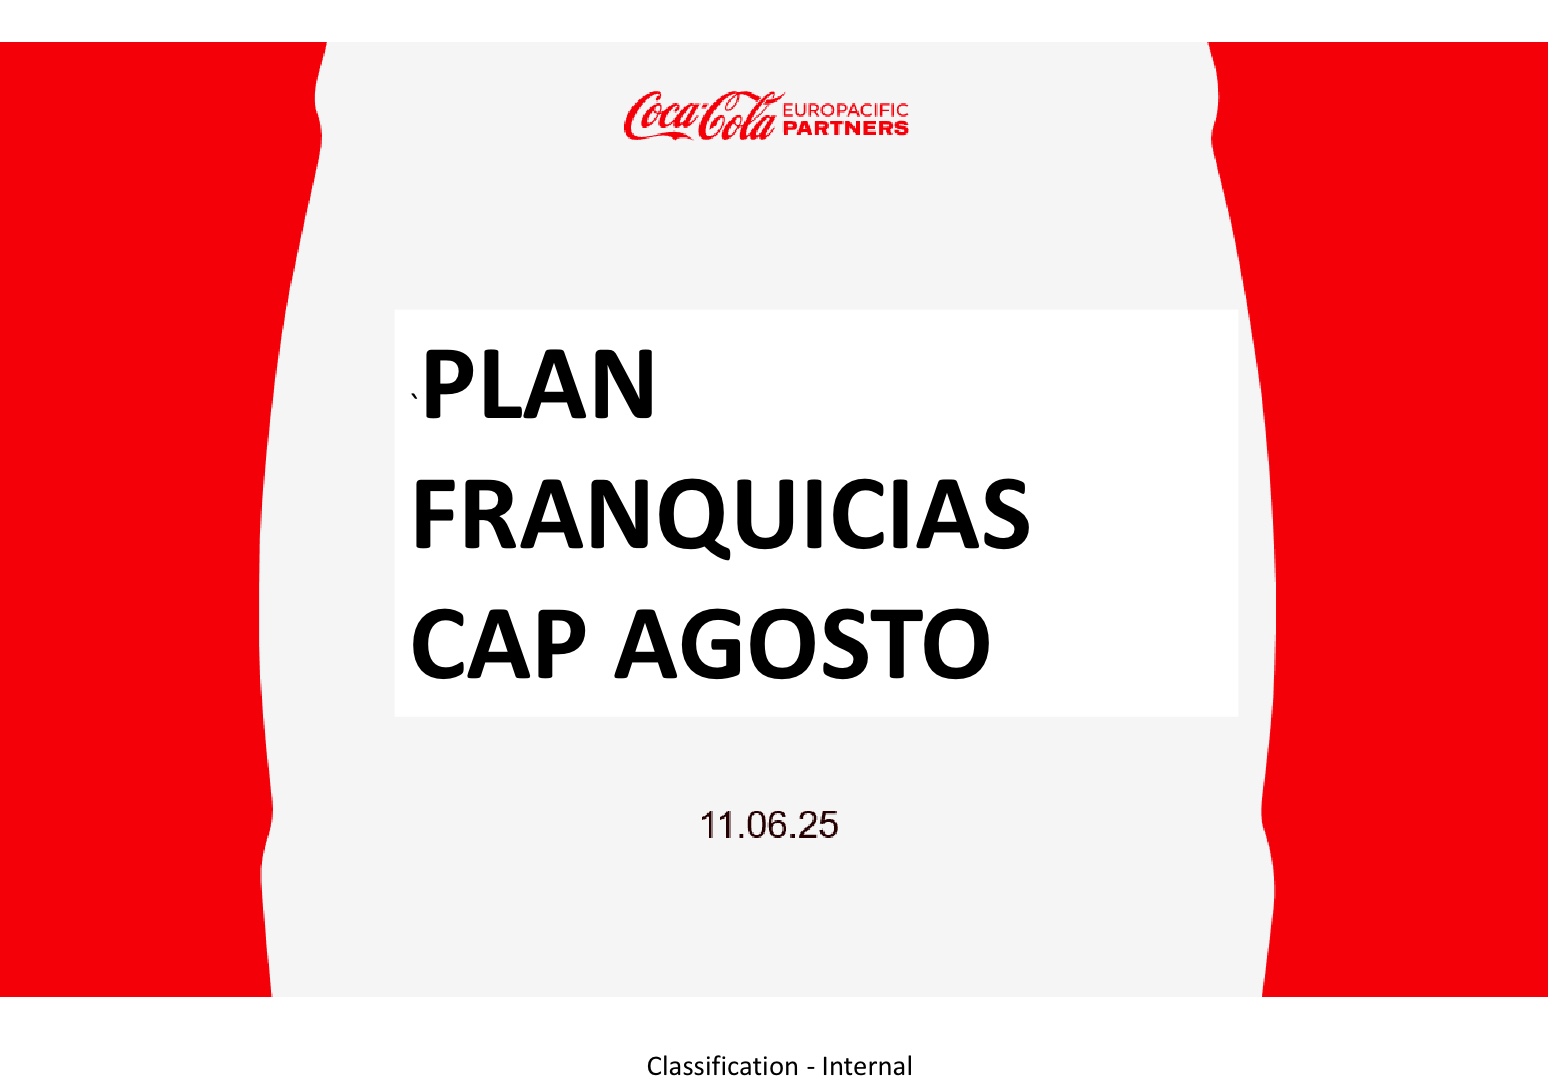 Coca-Cola EUROPACIFIC
PARTNERS
`PLAN
FRANQUICIAS
CAP AGOSTO
11.06.25
Classification - Internal